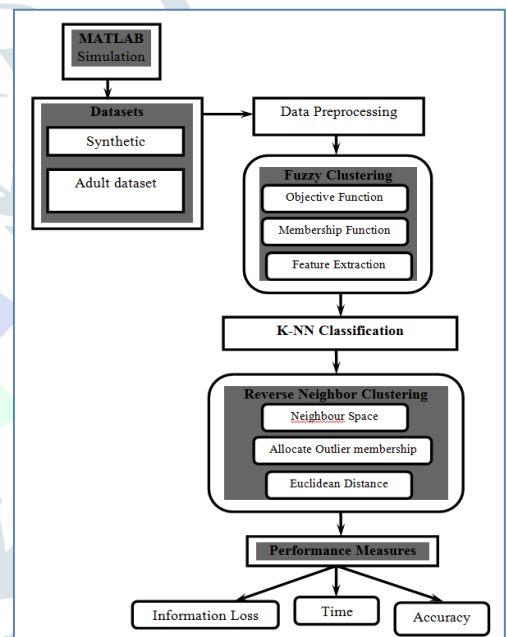 MATLAB
Simulation
Datasets
Synthetic
Adult dataset
Data Preprocessing
Fuzzy Clustering
Objective Function
Membership Function
Feature Extraction
K-NN Classification
Reverse Neighbor Clustering
Neighbour Space
Allocate Outlier membership
Euclidean Distance
Performance Measures
Information Loss
Time
Accuracy